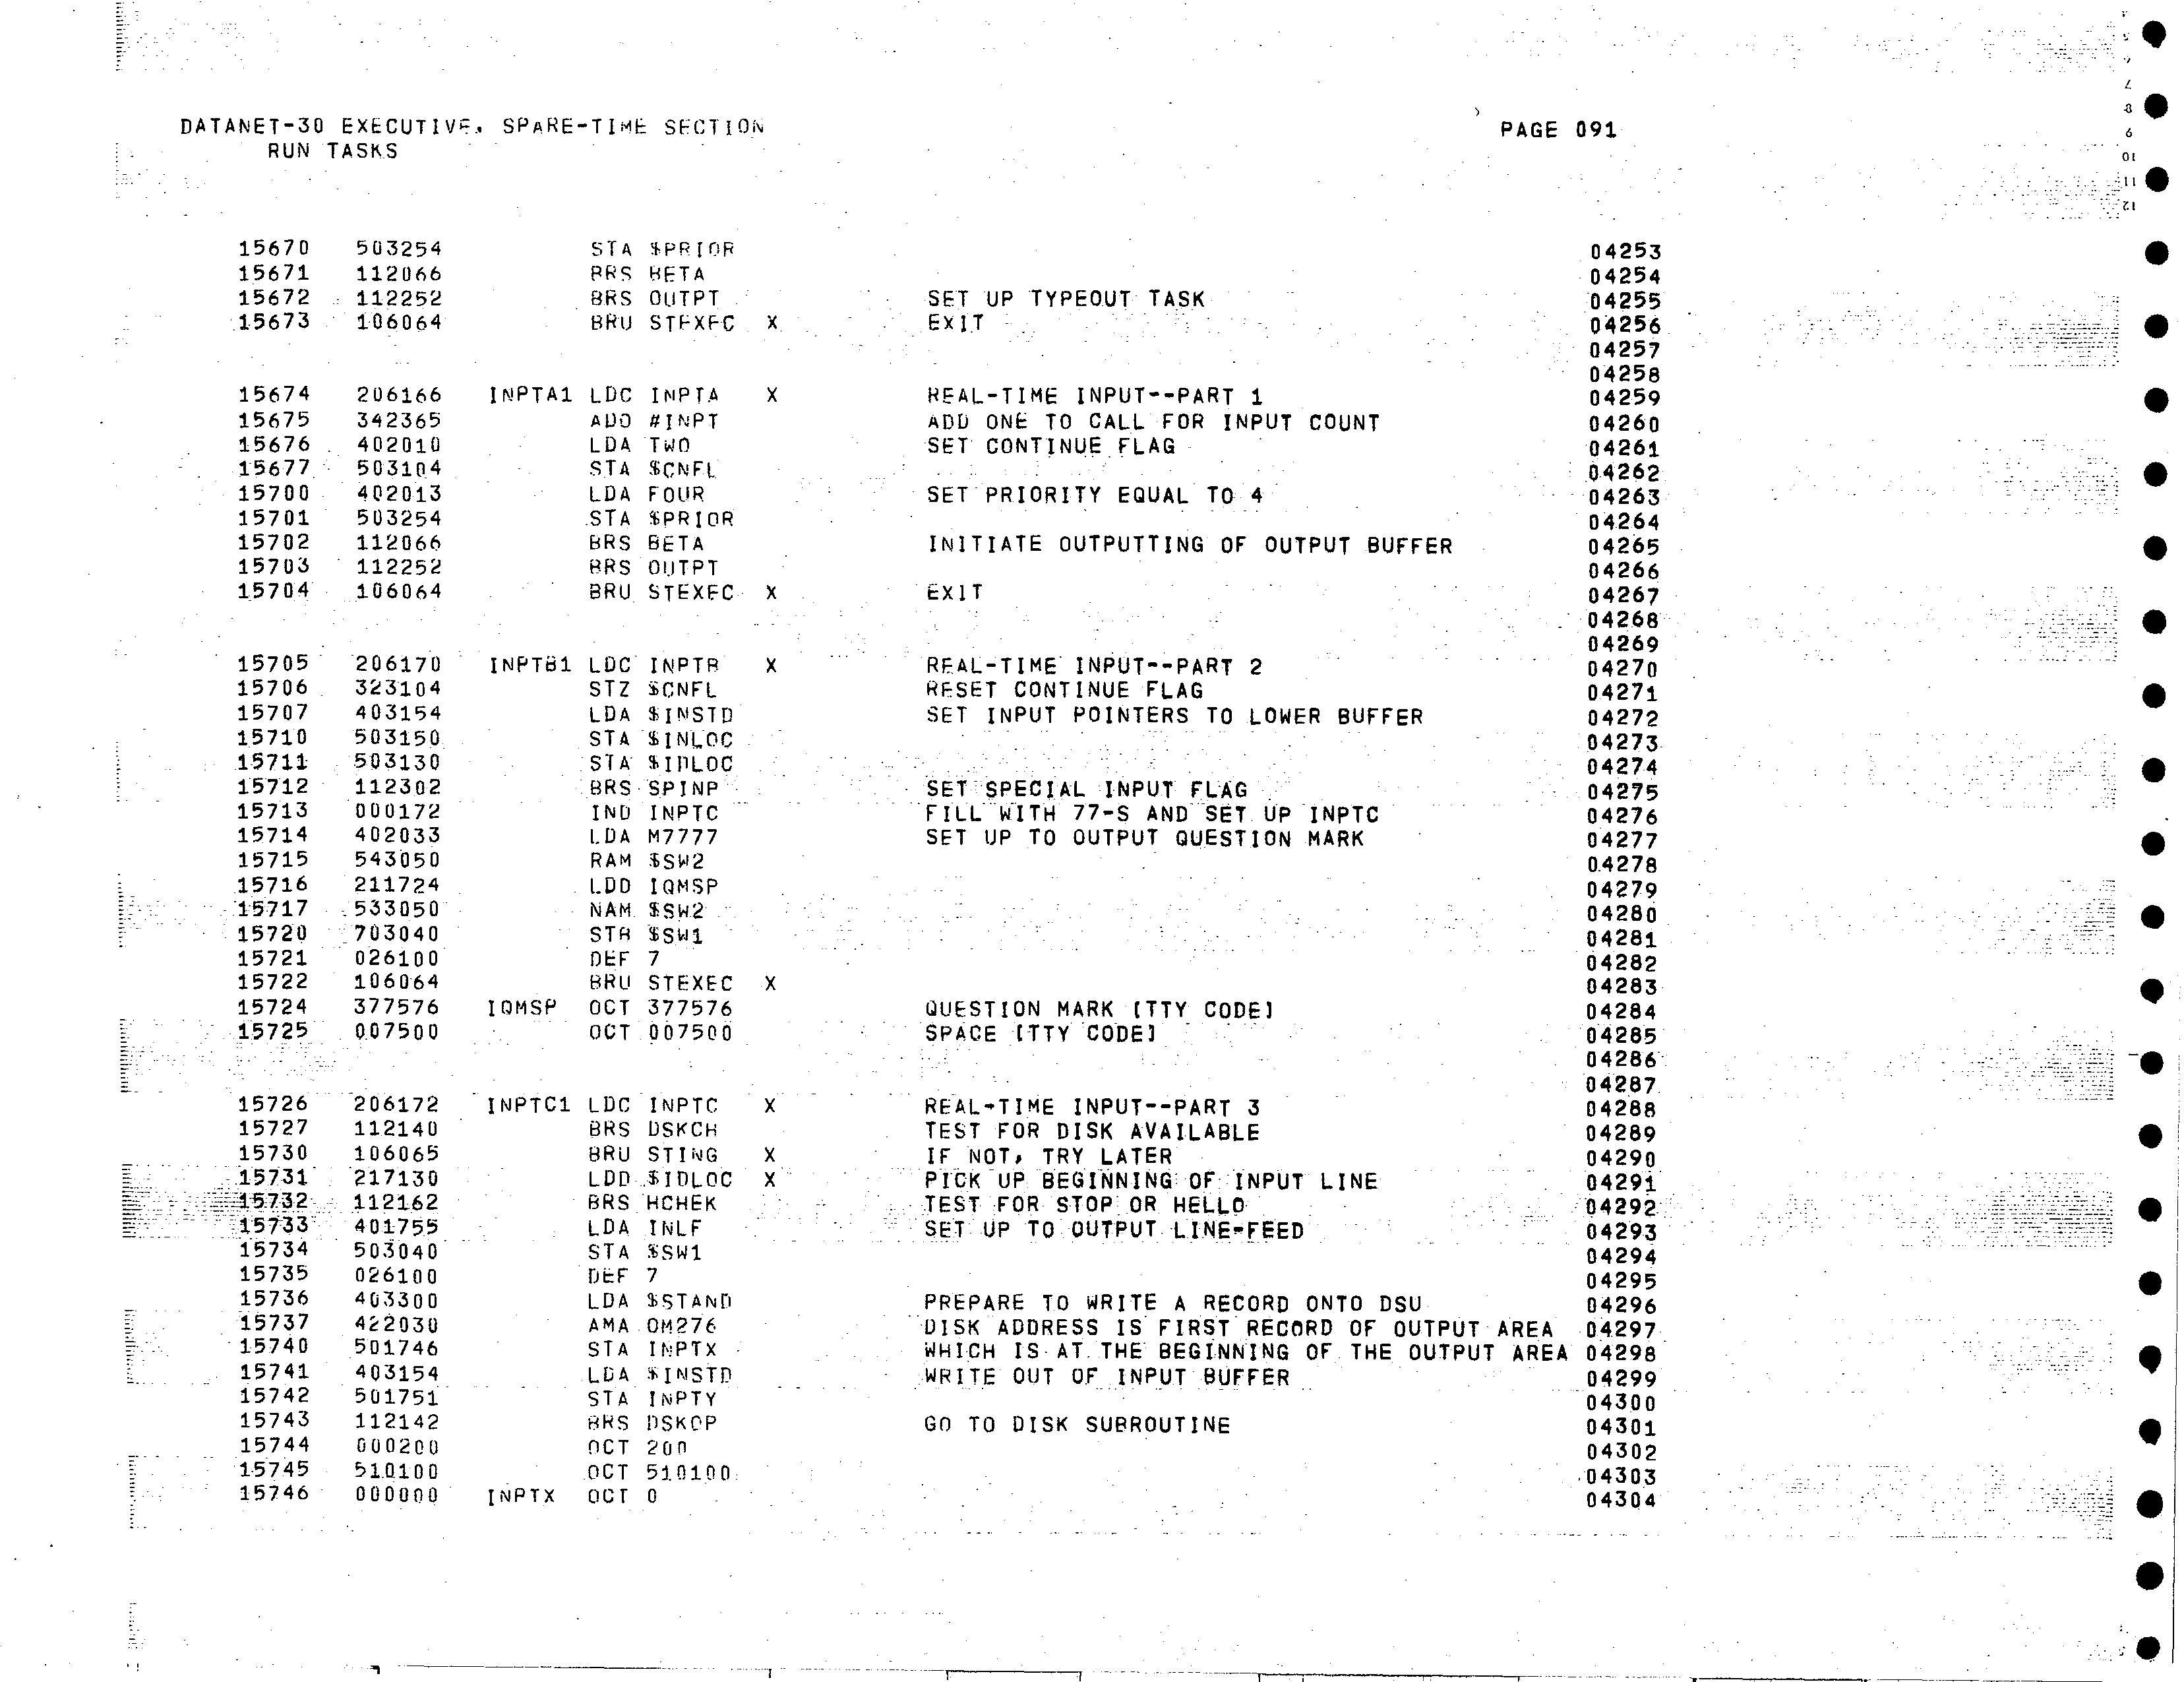 DATANET-30 EXECUTIVE, SPARE-TIME SECTION PAGE 091
RUN TASKS
15670 503254 STA $PRIOR 04253
15671 112066 BRS BETA 04254
15672 112252 BRS OUTPT SET UP TYPEOUT TASK 04255
15673 106064 BRU STEXEC X EXIT 04256
04257
04258
15674 206166 INPTA1 LDC INPTA X REAL-TIME INPUT--PART 1 04259
15675 342365 ADO #INPT ADD ONE TO CALL FOR INPUT COUNT 04260
15676 402010 LDA TWO SET CONTINUE FLAG 04261
15677 503104 STA $CNFL 04262
15700 402013 LDA FOUR SET PRIORITY EQUAL TO 4 04263
15701 503254 STA $PRIOR 04264
15702 112066 BRS BETA INITIATE OUTPUTTING OF OUTPUT BUFFER 04265
15703 112252 BRS OUTPT 04266
15704 106064 BRU STEXEC X EXIT 04267
04268
04269
15705 206170 INPTB1 LDC INPTB X REAL-TIME INPUT--PART 2 04270
15706 323104 STZ $CNFL RESET CONTINUE FLAG 04271
15707 403154 LDA $INSTD SET INPUT POINTERS TO LOWER BUFFER 04272
15710 503150 STA $INLOC 04273
15711 503130 STA $IDLOC 04274
15712 112302 BRS SPINP SET SPECIAL INPUT FLAG 04275
15713 000172 IND INPTC FILL WITH 77-S AND SET UP INPTC 04276
15714 402033 LDA M7777 SET UP TO OUTPUT QUESTION MARK 04277
15715 543050 RAM $SW2 04278
15716 211724 LDD IQMSP 04279
15717 533050 NAM $SW2 04280
15720 703040 STB $SW1 04281
15721 026100 DEF 7 04282
15722 106064 BRU STEXEC X 04283
15724 377576 IQMSP OCT 377576 QUESTION MARK [TTY CODE] 04284
15725 007500 OCT 007500 SPACE [TTY CODE] 04285
04286
04287
15726 206172 INPTC1 LDC INPTC X REAL-TIME INPUT--PART 3 04288
15727 112140 BRS DSKCH TEST FOR DISK AVAILABLE 04289
15730 106065 BRU STING X IF NOT, TRY LATER 04290
15731 217130 LDD $IDLOC X PICK UP BEGINNING OF INPUT LINE 04291
15732 112162 BRS HCHEK TEST FOR STOP OR HELLO 04292
15733 401755 LDA INLF SET UP TO OUTPUT LINE-FEED 04293
15734 503040 STA $SW1 04294
15735 026100 DEF 7 04295
15736 403300 LDA $STAND PREPARE TO WRITE A RECORD ONTO DSU 04296
15737 422030 AMA OM276 DISK ADDRESS IS FIRST RECORD OF OUTPUT AREA 04297
15740 501746 STA INPTX WHICH IS AT THE BEGINNING OF THE OUTPUT AREA 04298
15741 403154 LDA $INSTD WRITE OUT OF INPUT BUFFER 04299
15742 501751 STA INPTY 04300
15743 112142 BRS DSKOP GO TO DISK SUBROUTINE 04301
15744 000200 OCT 200 04302
15745 510100 OCT 510100 04303
15746 000000 INPTX OCT 0 04304